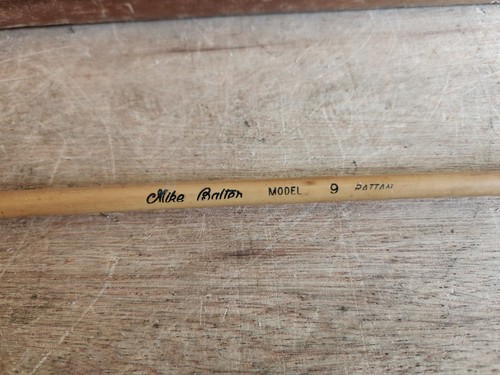 Mike Balter MODEL 9 RATTAN